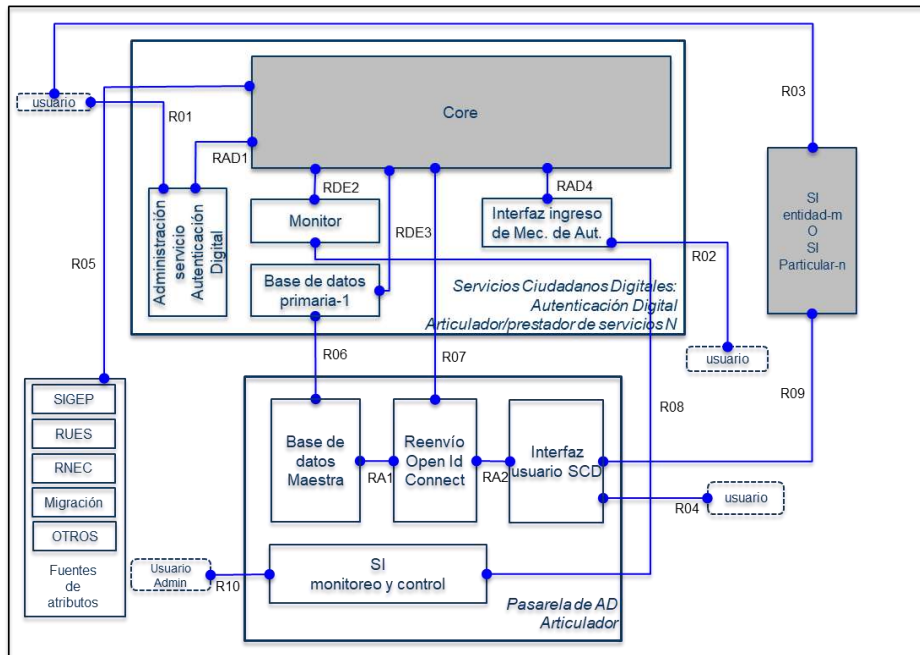 usuario
R01
R03
Core
RAD1
RDE2
RAD4
SI
entidad-m
O
SI
Particular-n
Administración
servicio
Autenticación
Digital
Monitor
RDE3
Interfaz ingreso
de Mec. de Aut.
R05
R02
Base de datos
primaria-1
Servicios Ciudadanos Digitales:
Autenticación Digital
Articulador/prestador de servicios N
usuario
R06
R07
R09
SIGEP
RUES
RNEC
Migración
OTROS
Fuentes
de
atributos
R08
Base de
datos
Maestra
RA1
Reenvío
Open Id
Connect
RA2
Interfaz
usuario SCD
R04
usuario
Usuario
Admin
R10
SI
monitoreo y control
Pasarela de AD
Articulador